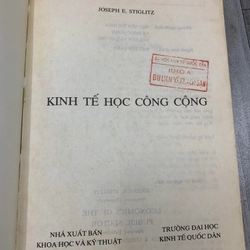 JOSEPH E. STIGLITZ
KINH TẾ HỌC CÔNG CỘNG
NHÀ XUẤT BẢN
KHOA HỌC VÀ KỸ THUẬT
TRƯỜNG ĐẠI HỌC
KINH TẾ QUỐC DÂN